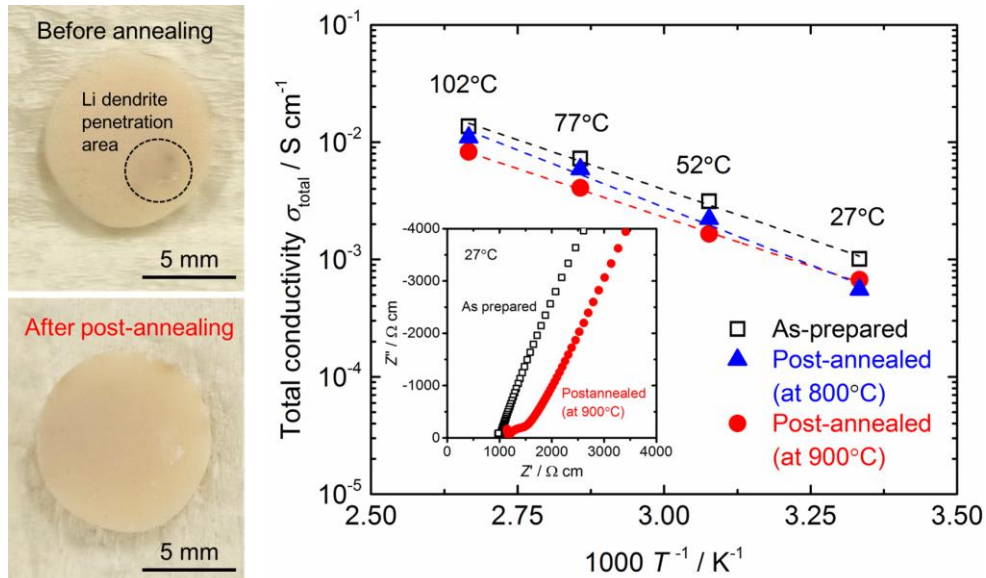 Before annealing
Li dendrite
penetration
area
5 mm
After post-annealing
5 mm
Total conductivity σtotal / S cm-1
10-1
10-2
10-3
10-4
10-5
102°C
77°C
52°C
27°C
As-prepared
Post-annealed
(at 800°C)
Post-annealed
(at 900°C)
2.50
2.75
3.00
3.25
3.50
1000 T -1 / K-1
Z'' / Ω cm
-4000
-3000
-2000
-1000
0
27°C
As prepared
Postannealed
(at 900°C)
0
1000
2000
3000
4000
Z' / Ω cm